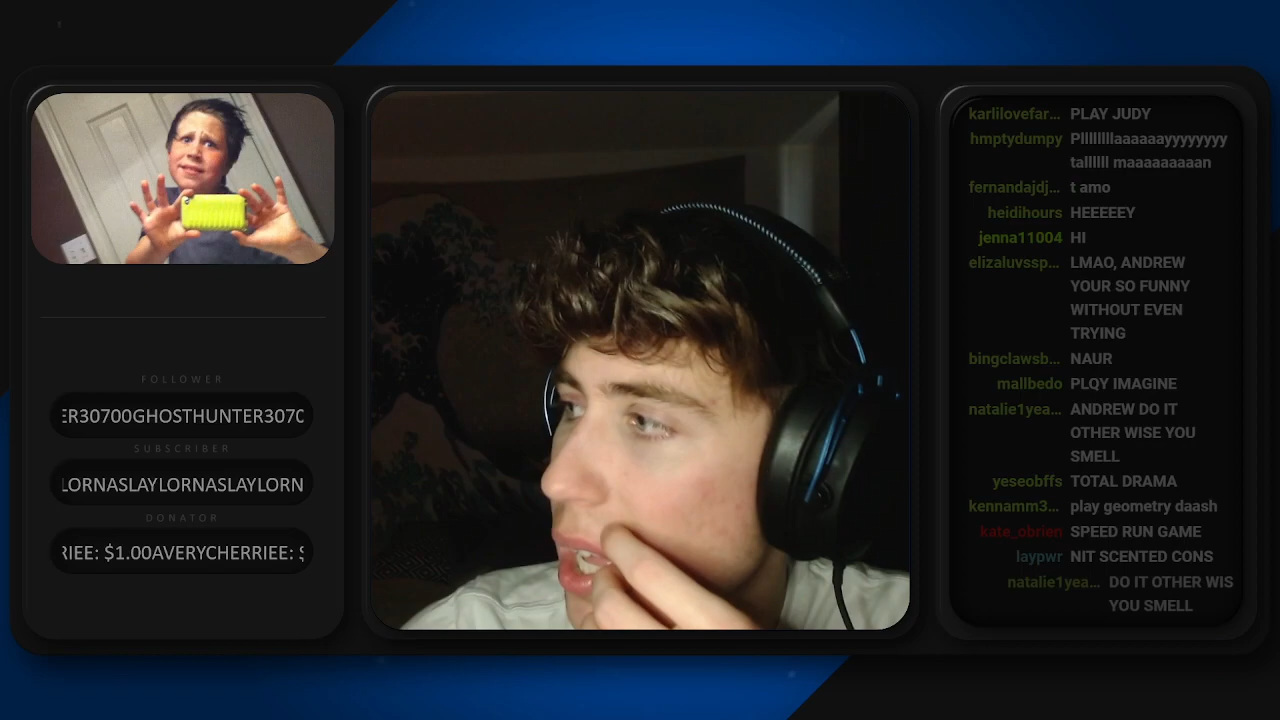 FOLLOWER
ER30700GHOSTHUNTER3070
SUBSCRIBER
LORNASLAYLORNASLAYLORN
DONATOR
RIEE: $1.00AVERYCHERRIEE: $
karlilovefar... PLAY JUDY
hmptydumpy Pllllllllaaaaaayyyyyyyy
tallllll maaaaaaaan
fernandajdj... t amo
heidihours HEEEEEY
jenna11004 HI
elizaluvssp... LMAO, ANDREW
YOUR SO FUNNY
WITHOUT EVEN
TRYING
bingclawsb... NAUR
mallbedo PLQY IMAGINE
natalie1yea... ANDREW DO IT
OTHER WISE YOU
SMELL
yeseobffs TOTAL DRAMA
kennamm3... play geometry daash
kate_obrien SPEED RUN GAME
laypwr NIT SCENTED CONS
natalie1yea... DO IT OTHER WIS
YOU SMELL